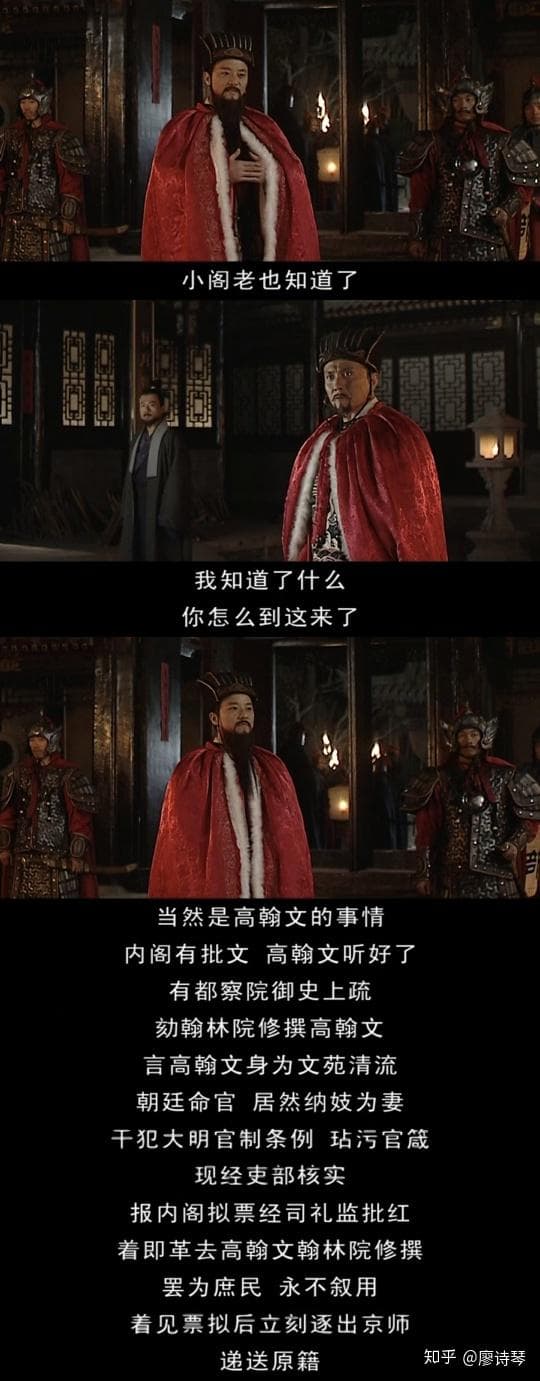 小阁老也知道了
我知道了什么
你怎么到这来了
当然是高翰文的事情
内阁有批文 高翰文听好了
有都察院御史上疏
劾翰林院修撰高翰文
言高翰文身为文苑清流
朝廷命官 居然纳妓为妻
干犯大明官制条例 玷污官箴
现经吏部核实
报内阁拟票经司礼监批红
着即革去高翰文翰林院修撰
罢为庶民 永不叙用
着见票拟后立刻逐出京师
递送原籍
知乎 @廖诗琴